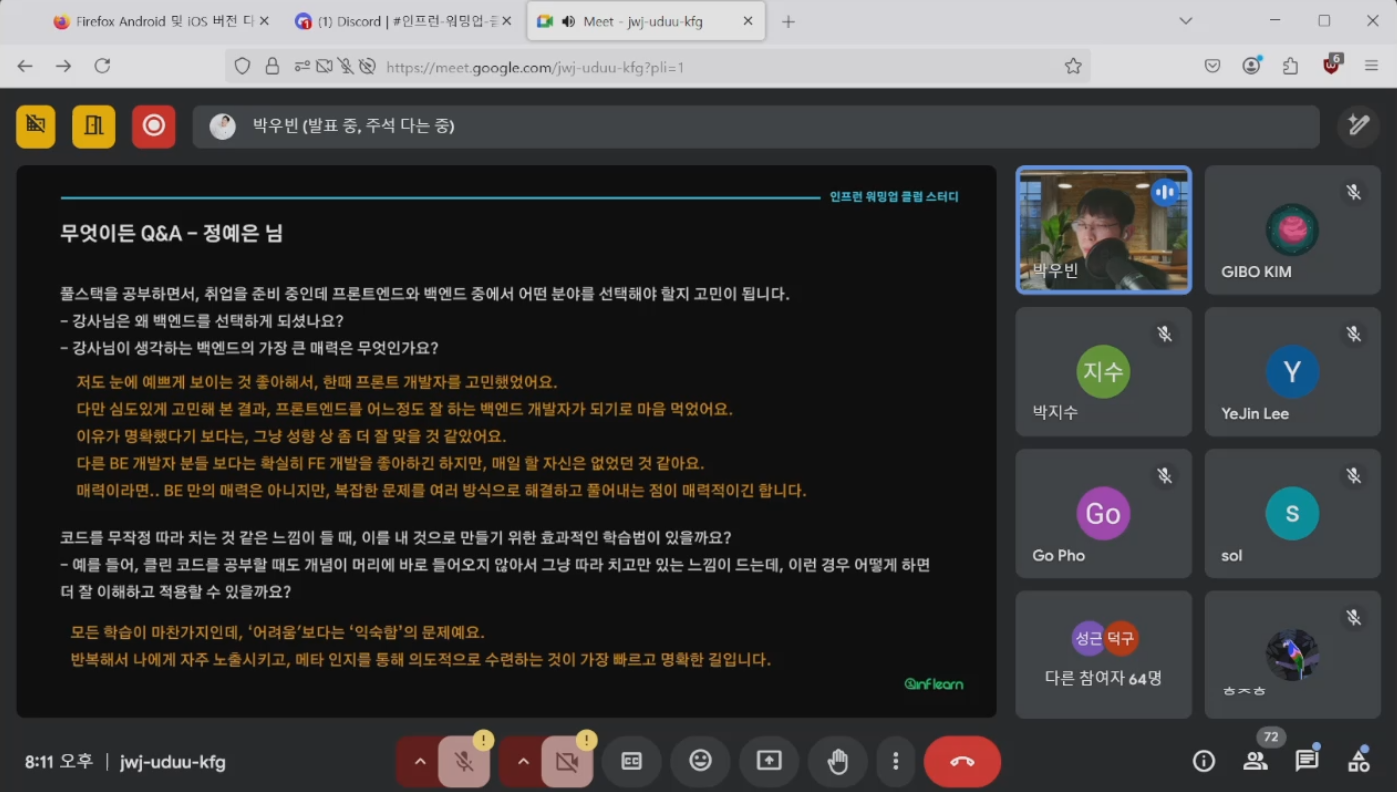 Firefox Android 및 iOS 버전 다
(1) Discord | #인프런-워밍업-클
Meet - jwj-uduu-kfg
https://meet.google.com/jwj-uduu-kfg?pli=1
6
박우빈 (발표 중, 주석 다는 중)
인프런 워밍업 클럽 스터디
무엇이든 Q&A – 정예은 님
풀스택을 공부하면서, 취업을 준비 중인데 프론트엔드와 백엔드 중에서 어떤 분야를 선택해야 할지 고민이 됩니다.
– 강사님은 왜 백엔드를 선택하게 되셨나요?
– 강사님이 생각하는 백엔드의 가장 큰 매력은 무엇인가요?
저도 눈에 예쁘게 보이는 것 좋아해서, 한때 프론트 개발자를 고민했었어요.
다만 심도있게 고민해 본 결과, 프론트엔드를 어느정도 잘 하는 백엔드 개발자가 되기로 마음 먹었어요.
이유가 명확했다기 보다는, 그냥 성향 상 좀 더 잘 맞을 것 같았어요.
다른 BE 개발자 분들 보다는 확실히 FE 개발을 좋아하긴 하지만, 매일 할 자신은 없었던 것 같아요.
매력이라면.. BE 만의 매력은 아니지만, 복잡한 문제를 여러 방식으로 해결하고 풀어내는 점이 매력적이긴 합니다.
코드를 무작정 따라 치는 것 같은 느낌이 들 때, 이를 내 것으로 만들기 위한 효과적인 학습법이 있을까요?
– 예를 들어, 클린 코드를 공부할 때도 개념이 머리에 바로 들어오지 않아서 그냥 따라 치고만 있는 느낌이 드는데, 이런 경우 어떻게 하면
더 잘 이해하고 적용할 수 있을까요?
모든 학습이 마찬가지인데, ‘어려움’보다는 ‘익숙함’의 문제예요.
반복해서 나에게 자주 노출시키고, 메타 인지를 통해 의도적으로 수련하는 것이 가장 빠르고 명확한 길입니다.
inflearn
박우빈
GIBO KIM
지수
박지수
Y
YeJin Lee
Go
Go Pho
s
sol
성근 덕구
다른 참여자 64명
ㅎㅈㅎ
8:11 오후 | jwj-uduu-kfg
72